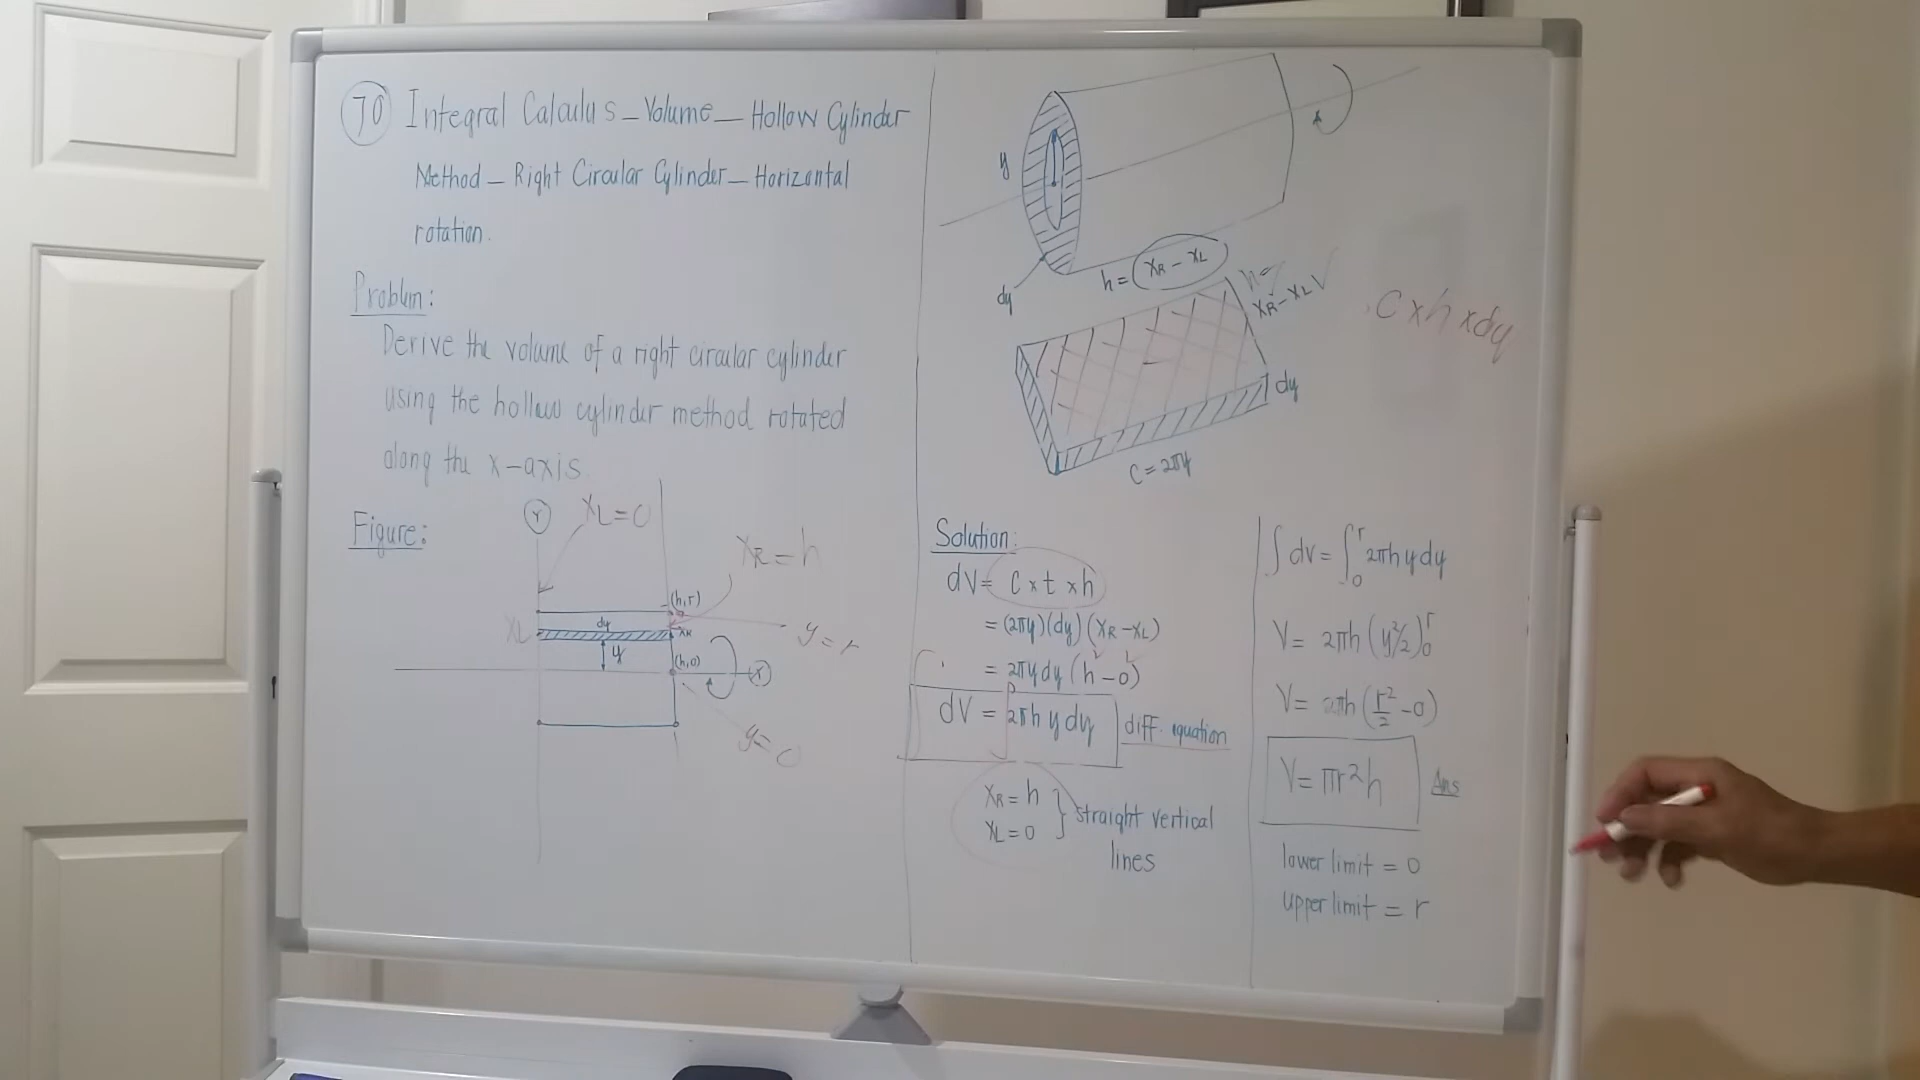 70 Integral Calculus – Volume – Hollow Cylinder
Method – Right Circular Cylinder – Horizontal
rotation.
Problem:
Derive the volume of a right circular cylinder
using the hollow cylinder method rotated
along the x-axis.
Figure:
Y
XL=0
XR=h
(h,r)
dy
XL
XR
y=r
y
(h,0)
X
y=0
y
dy
h=(XR – XL)
h=
XR – XL
C x h x dy
dy
C = 2πy
Solution:
dV= C x t x h
= (2πy)(dy)(XR – XL)
= 2πy dy (h – 0)
dV = 2πh y dy diff. equation
XR = h
XL = 0
} straight vertical
lines
∫ dv = ∫₀ʳ 2πh y dy
V= 2πh (y²/2)₀ʳ
V= 2πh (r²/2 – 0)
V= πr²h Ans
lower limit = 0
upper limit = r